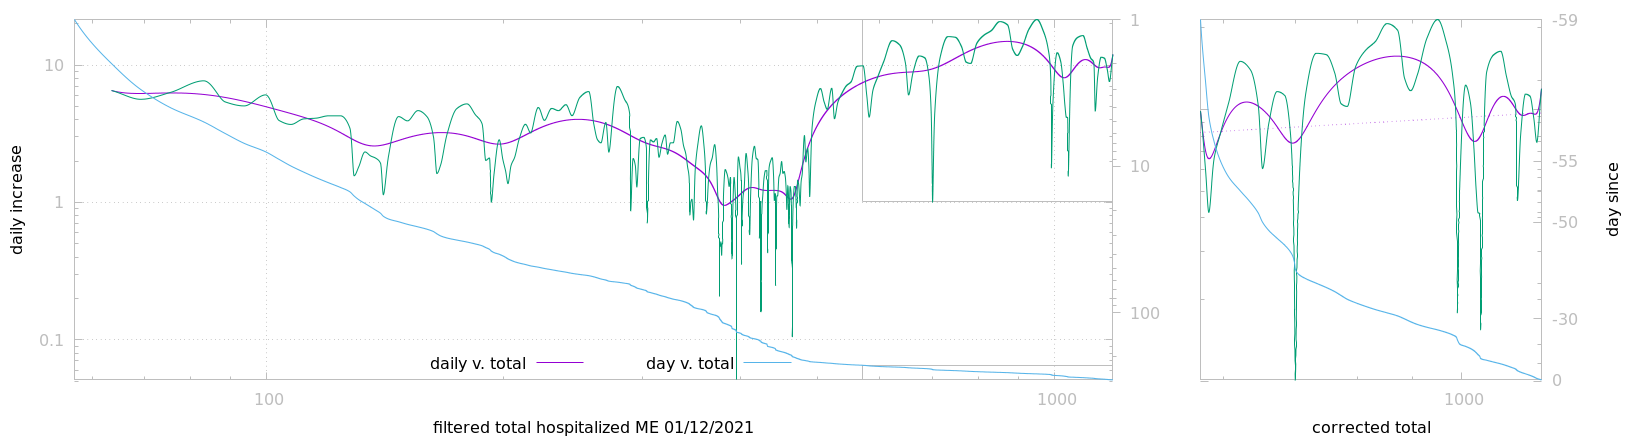 1
-59
10
daily increase
10
-55
day since
1
-50
100
-30
0.1
daily v. total
day v. total
0
100
1000
1000
filtered total hospitalized ME 01/12/2021
corrected total